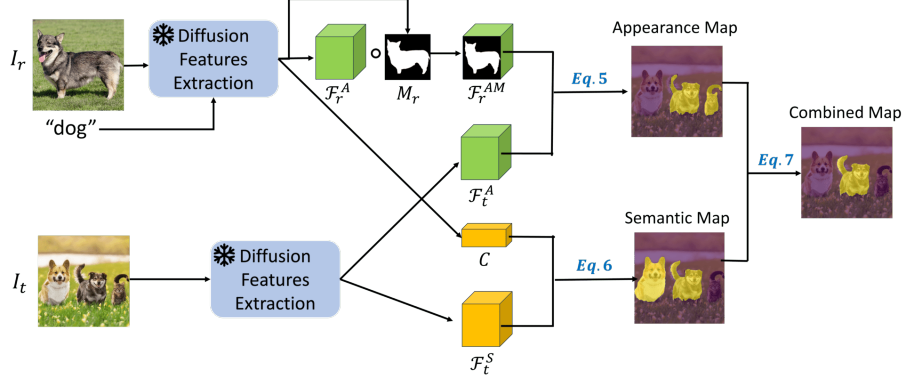 I_r
"dog"
Diffusion
Features
Extraction
F_r^A
M_r
F_r^AM
Eq.5
Appearance Map
F_t^A
Eq.7
Combined Map
I_t
Diffusion
Features
Extraction
C
Eq.6
Semantic Map
F_t^S